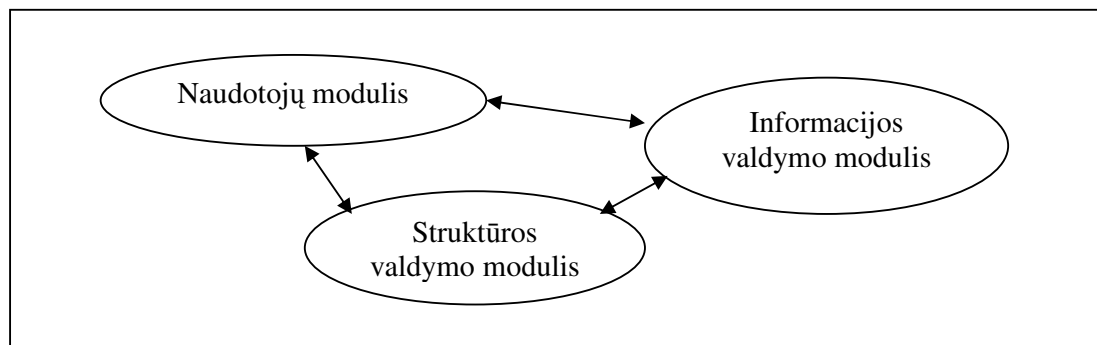 Naudotojų modulis
Informacijos
valdymo modulis
Struktūros
valdymo modulis